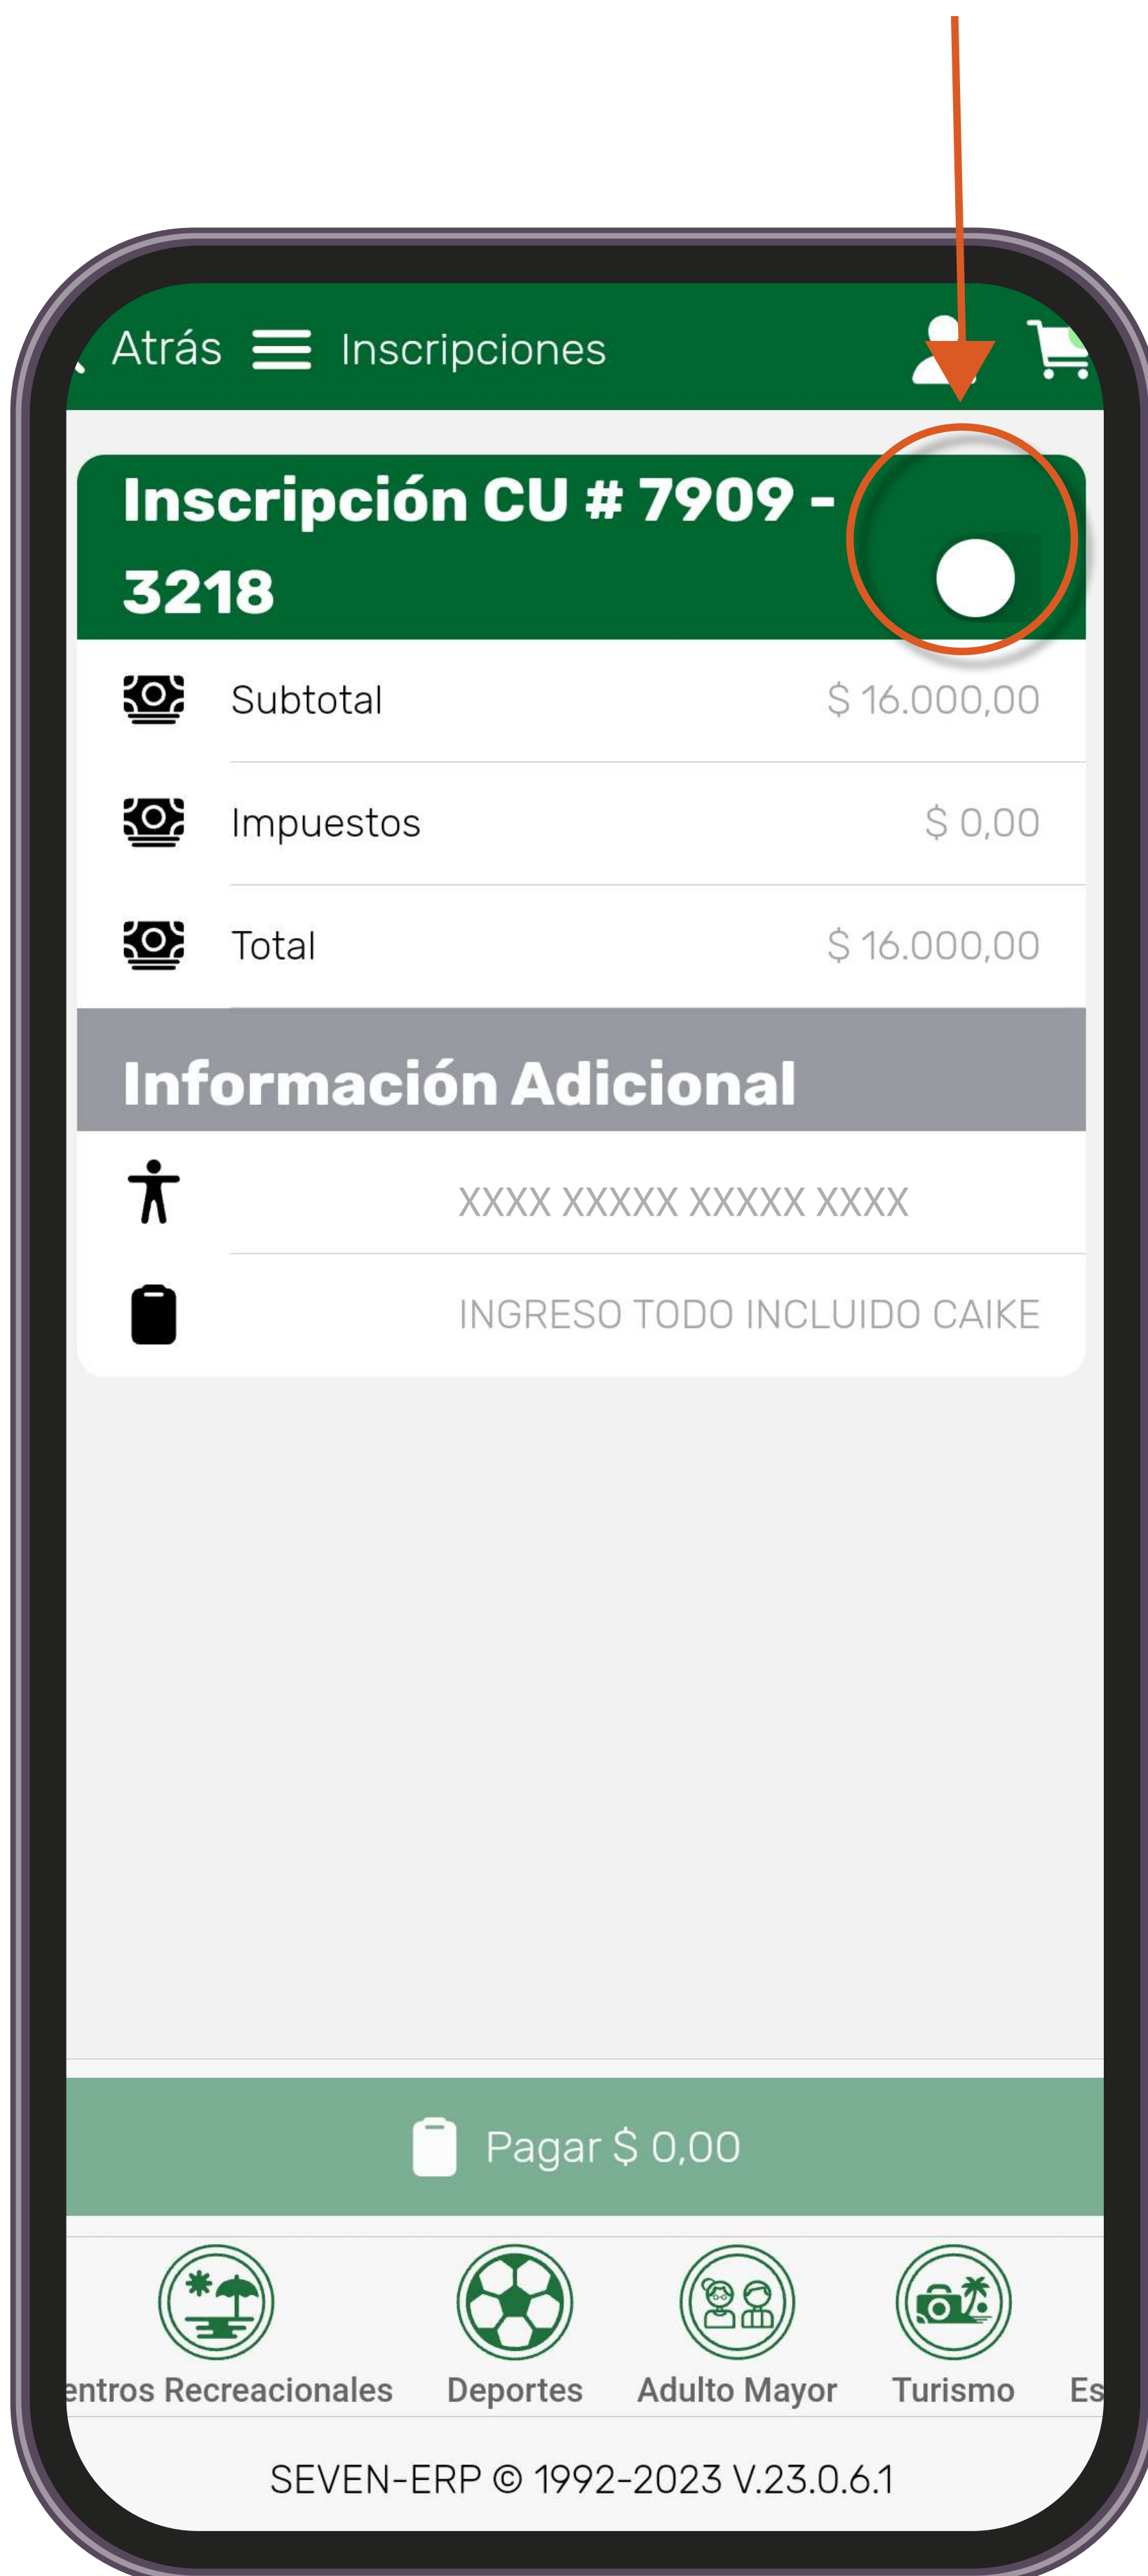 Atrás Inscripciones
Inscripción CU # 7909 -
3218
Subtotal $ 16.000,00
Impuestos $ 0,00
Total $ 16.000,00
Información Adicional
XXXX XXXXX XXXXX XXXX
INGRESO TODO INCLUIDO CAIKE
Pagar $ 0,00
entros Recreacionales Deportes Adulto Mayor Turismo Es
SEVEN-ERP © 1992-2023 V.23.0.6.1